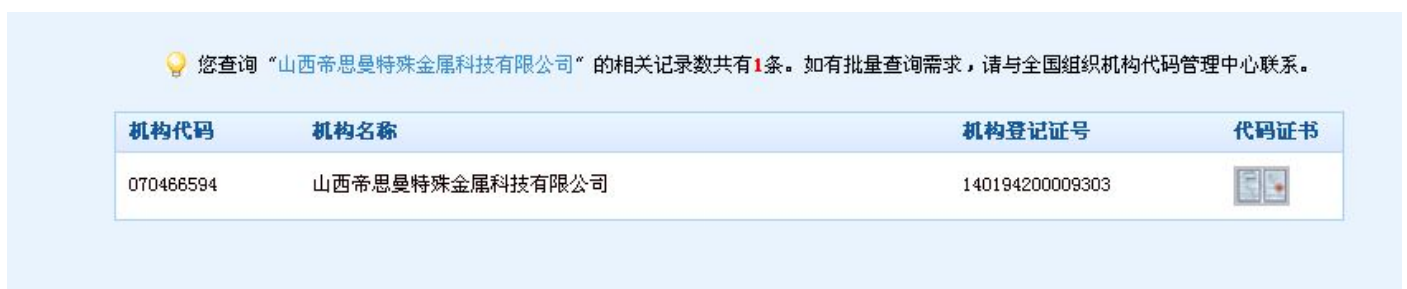 您查询“山西帝思曼特殊金属科技有限公司“的相关记录数共有1条。如有批量查询需求，请与全国组织机构代码管理中心联系。
机构代码 机构名称 机构登记证号 代码证书
070466594 山西帝思曼特殊金属科技有限公司 140194200009303